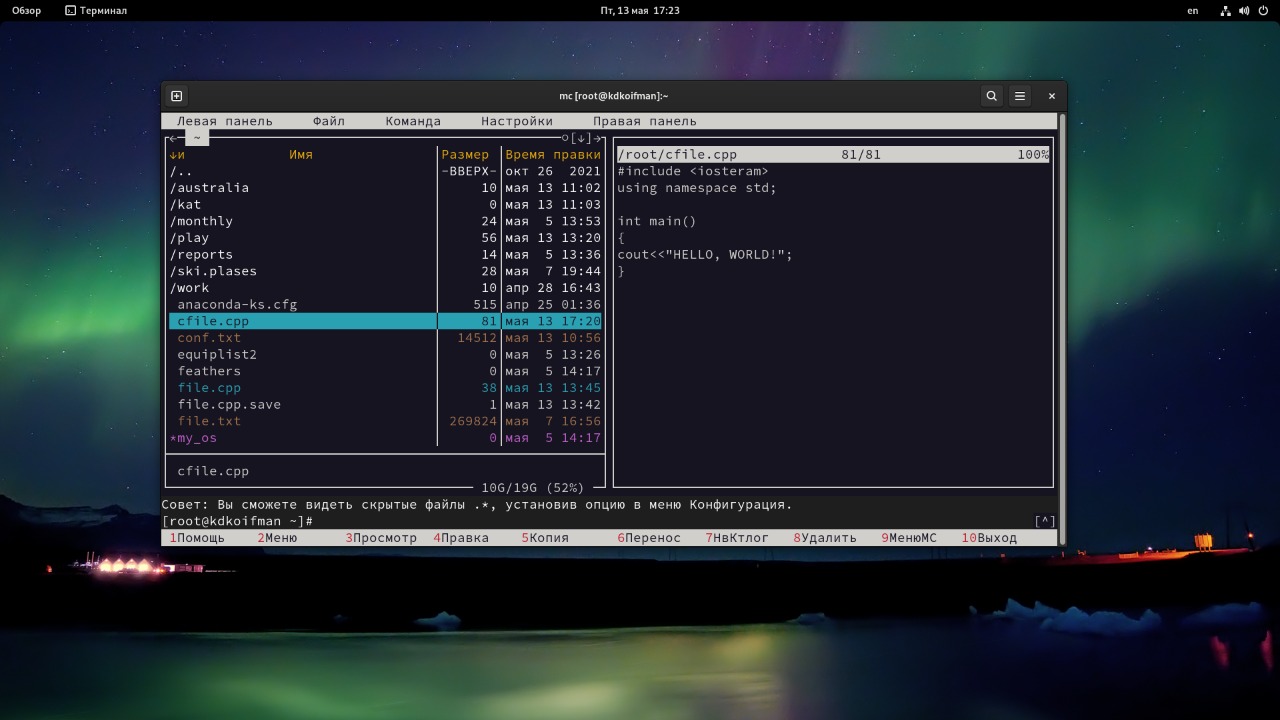 Обзор Терминал Пт, 13 мая 17:23 en
mc [root@kdkoifman]:~
Левая панель Файл Команда Настройки Правая панель
~ [↓]
↓и Имя Размер Время правки
/.. -ВВЕРХ- окт 26 2021
/australia 10 мая 13 11:02
/kat 0 мая 13 11:03
/monthly 24 мая 5 13:53
/play 56 мая 13 13:20
/reports 14 мая 5 13:36
/ski.plases 28 мая 7 19:44
/work 10 апр 28 16:43
anaconda-ks.cfg 515 апр 25 01:36
cfile.cpp 81 мая 13 17:20
conf.txt 14512 мая 13 10:56
equiplist2 0 мая 5 13:26
feathers 0 мая 5 14:17
file.cpp 38 мая 13 13:45
file.cpp.save 1 мая 13 13:42
file.txt 269824 мая 7 16:56
*my_os 0 мая 5 14:17
cfile.cpp
10G/19G (52%)
/root/cfile.cpp 81/81 100%
#include <iosteram>
using namespace std;
int main()
{
cout<<"HELLO, WORLD!";
}
Совет: Вы сможете видеть скрытые файлы .*, установив опцию в меню Конфигурация.
[root@kdkoifman ~]# [^]
1Помощь 2Меню 3Просмотр 4Правка 5Копия 6Перенос 7НвКтлог 8Удалить 9МенюMC 10Выход